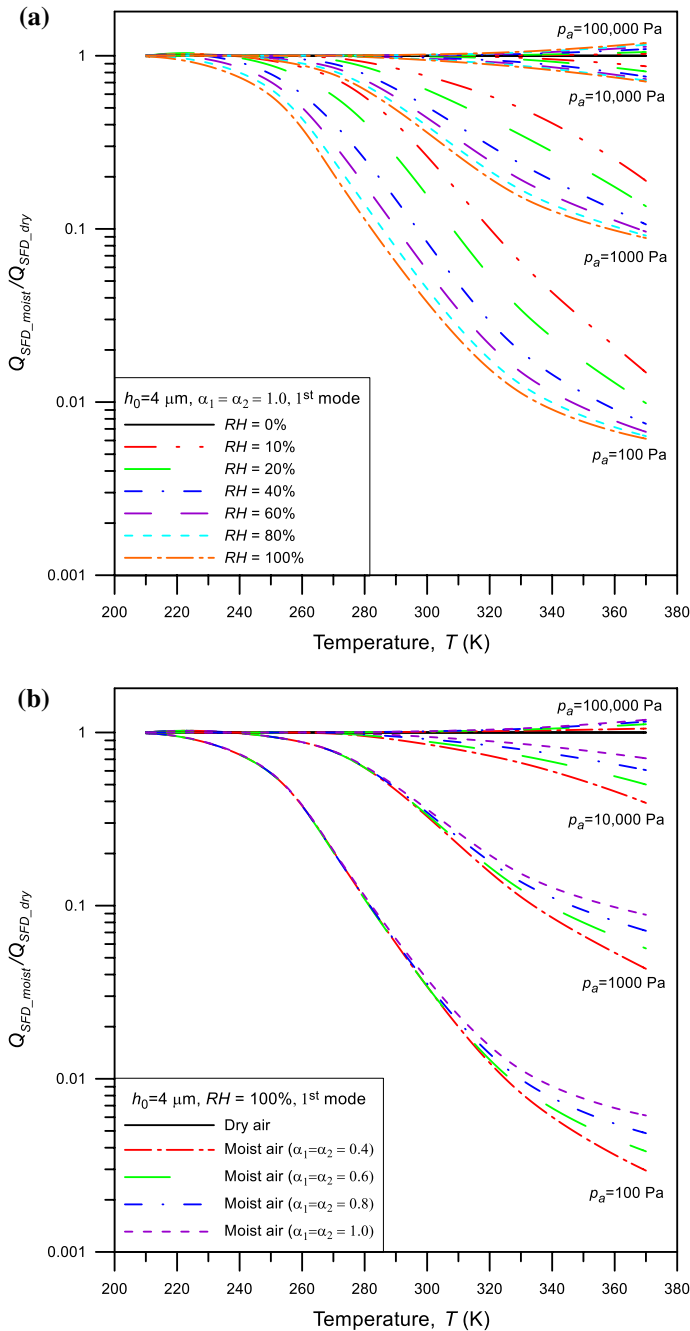 (a)
p_a=100,000 Pa
1
p_a=10,000 Pa
0.1
p_a=1000 Pa
Q_SFD_moist/Q_SFD_dry
h_0=4 μm, α_1 = α_2 = 1.0, 1st mode
0.01
RH = 0%
RH = 10%
p_a=100 Pa
RH = 20%
RH = 40%
RH = 60%
RH = 80%
RH = 100%
0.001
200 220 240 260 280 300 320 340 360 380
Temperature, T (K)
(b)
p_a=100,000 Pa
1
p_a=10,000 Pa
0.1
p_a=1000 Pa
Q_SFD_moist/Q_SFD_dry
0.01
h_0=4 μm, RH = 100%, 1st mode
Dry air
Moist air (α_1=α_2 = 0.4)
Moist air (α_1=α_2 = 0.6)
p_a=100 Pa
Moist air (α_1=α_2 = 0.8)
Moist air (α_1=α_2 = 1.0)
0.001
200 220 240 260 280 300 320 340 360 380
Temperature, T (K)